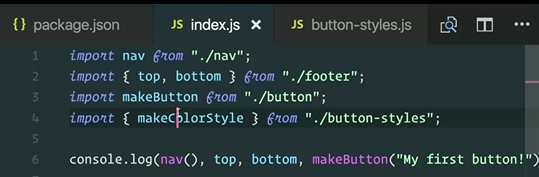 {} package.json JS index.js × JS button-styles.js ...
1 import nav from "./nav";
2 import { top, bottom } from "./footer";
3 import makeButton from "./button";
4 import { makeColorStyle } from "./button-styles";
5
6 console.log(nav(), top, bottom, makeButton("My first button!")